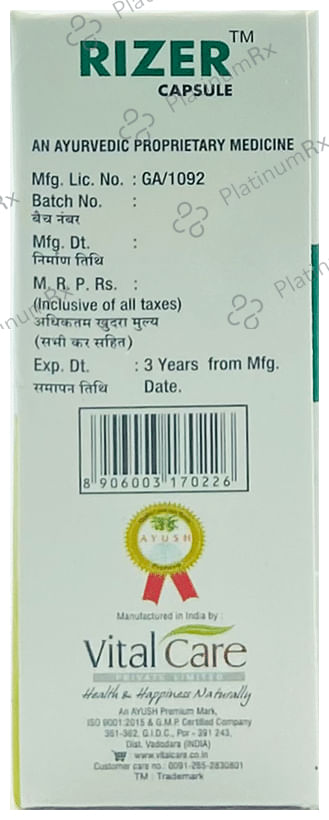 RIZER™
CAPSULE
AN AYURVEDIC PROPRIETARY MEDICINE
Mfg. Lic. No. : GA/1092
Batch No. :
बैच नंबर
Mfg. Dt. :
निर्माण तिथि
M. R. P. Rs. :
(Inclusive of all taxes)
अधिकतम खुदरा मुल्य
(सभी कर सहित)
Exp. Dt. : 3 Years from Mfg.
समापन तिथि Date.
8 906003 170226
AYUSH
Premium
Manufactured in India by :
Vital Care
PRIVATE LIMITED
Health & Happiness Naturally
An AYUSH Premium Mark,
ISO 9001:2015 & G.M.P. Certified Company
361-362, G.I.D.C., Por - 391 243,
Dist. Vadodara (INDIA)
www.vitalcare.co.in
Customer care no.: 0091-265-2830801
TM : Trademark
PlatinumRx
PlatinumRx
PlatinumRx
PlatinumRx